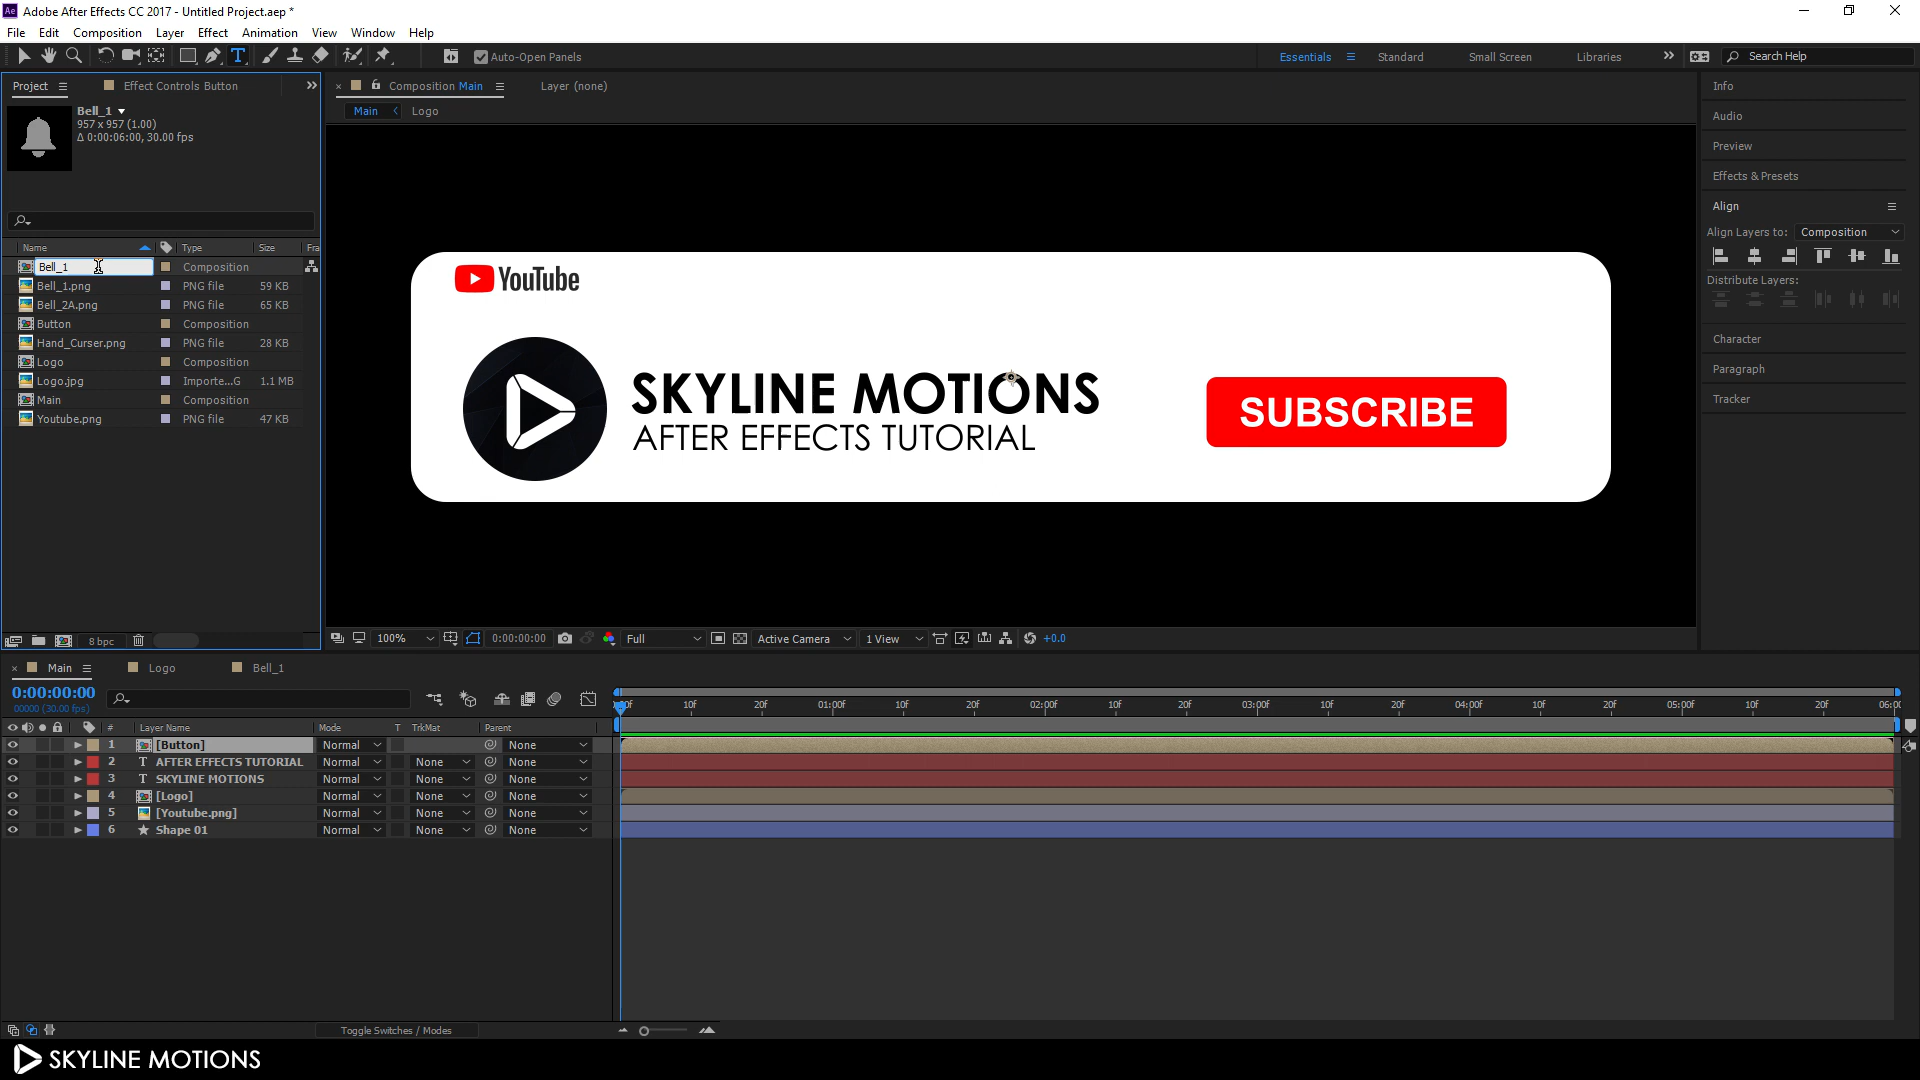 Adobe After Effects CC 2017 - Untitled Project.aep *
File Edit Composition Layer Effect Animation View Window Help
Auto-Open Panels
Essentials Standard Small Screen Libraries Search Help
Project Effect Controls Button
Bell_1
957 x 957 (1.00)
Δ 0:00:06:00, 30.00 fps
Name Type Size Fra
Bell_1 Composition
Bell_1.png PNG file 59 KB
Bell_2A.png PNG file 65 KB
Button Composition
Hand_Curser.png PNG file 28 KB
Logo Composition
Logo.jpg Importe...G 1.1 MB
Main Composition
Youtube.png PNG file 47 KB
8 bpc
Composition Main Layer (none)
Main Logo
YouTube
SKYLINE MOTIONS
AFTER EFFECTS TUTORIAL
SUBSCRIBE
100% 0:00:00:00 Full Active Camera 1 View +0.0
Info
Audio
Preview
Effects & Presets
Align
Align Layers to: Composition
Distribute Layers:
Character
Paragraph
Tracker
Main Logo Bell_1
0:00:00:00
00000 (30.00 fps)
10f 20f 01:00f 10f 20f 02:00f 10f 20f 03:00f 10f 20f 04:00f 10f 20f 05:00f 10f 20f 06:00
# Layer Name Mode T TrkMat Parent
1 [Button] Normal None
2 T AFTER EFFECTS TUTORIAL Normal None None
3 T SKYLINE MOTIONS Normal None None
4 [Logo] Normal None None
5 [Youtube.png] Normal None None
6 Shape 01 Normal None None
Toggle Switches / Modes
SKYLINE MOTIONS